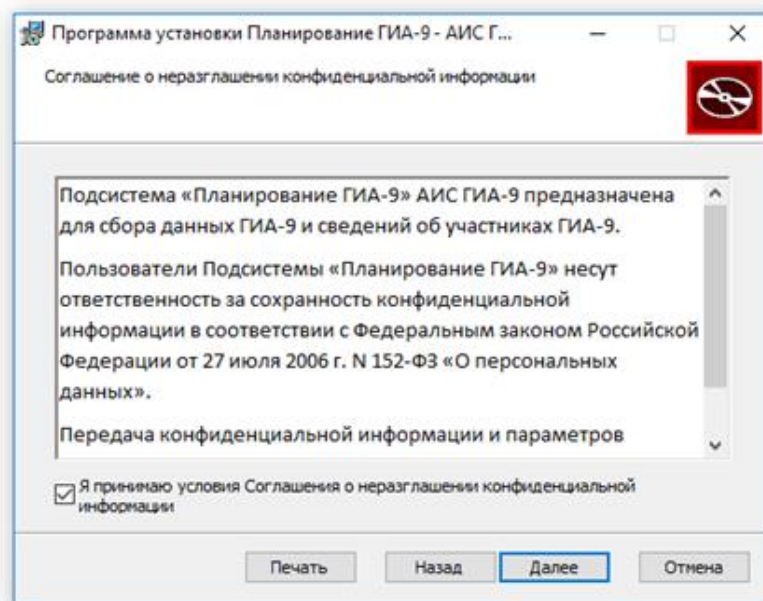 Программа установки Планирование ГИА-9 - АИС Г...
Соглашение о неразглашении конфиденциальной информации
Подсистема «Планирование ГИА-9» АИС ГИА-9 предназначена
для сбора данных ГИА-9 и сведений об участниках ГИА-9.
Пользователи Подсистемы «Планирование ГИА-9» несут
ответственность за сохранность конфиденциальной
информации в соответствии с Федеральным законом Российской
Федерации от 27 июля 2006 г. N 152-ФЗ «О персональных
данных».
Передача конфиденциальной информации и параметров
Я принимаю условия Соглашения о неразглашении конфиденциальной
информации
Печать Назад Далее Отмена